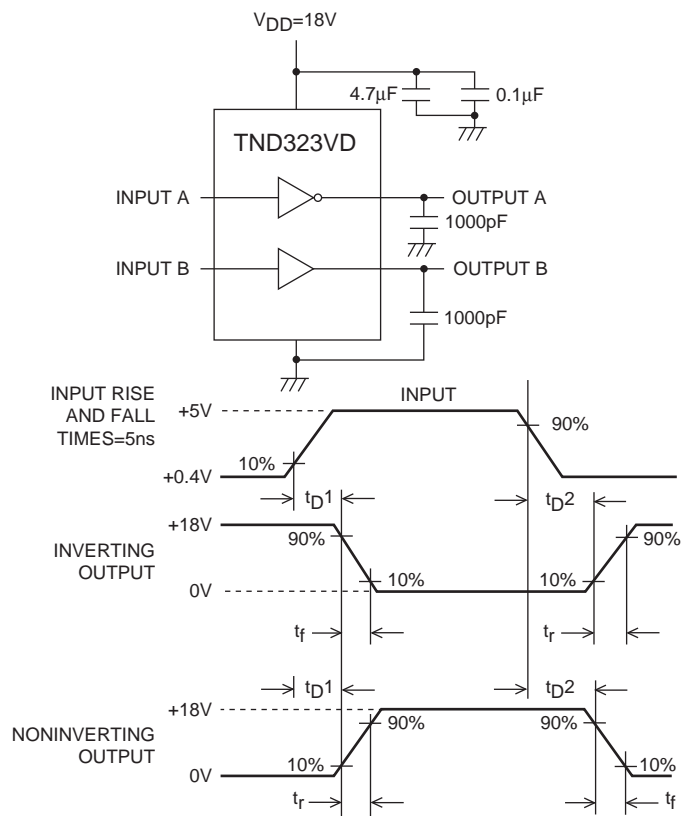 VDD=18V
4.7μF
0.1μF
TND323VD
INPUT A
OUTPUT A
1000pF
INPUT B
OUTPUT B
1000pF
INPUT RISE
AND FALL
TIMES=5ns
+5V
INPUT
90%
10%
+0.4V
tD1
tD2
+18V
90%
90%
INVERTING
OUTPUT
10%
10%
0V
tf
tr
tD1
tD2
+18V
90%
90%
NONINVERTING
OUTPUT
10%
10%
0V
tr
tf